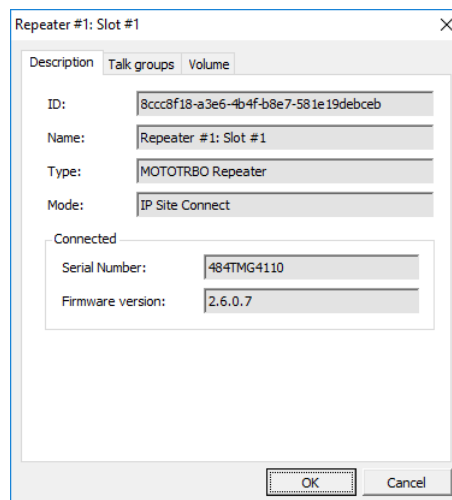 Repeater #1: Slot #1
Description Talk groups Volume
ID: 8ccc8f18-a3e6-4b4f-b8e7-581e19debceb
Name: Repeater #1: Slot #1
Type: MOTOTRBO Repeater
Mode: IP Site Connect
Connected
Serial Number: 484TMG4110
Firmware version: 2.6.0.7
OK Cancel